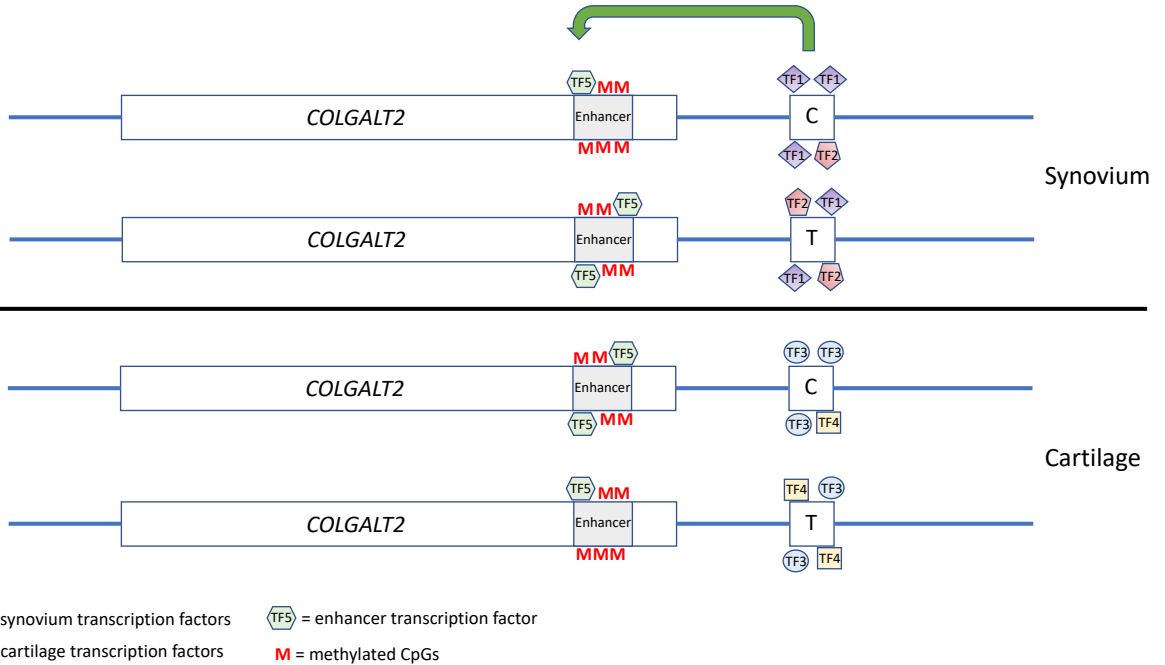 TF5 MM TF1 TF1
COLGALT2 Enhancer C
MMM TF1 TF2
Synovium
MM TF5 TF2 TF1
COLGALT2 Enhancer T
TF5 MM TF1 TF2
MM TF5 TF3 TF3
COLGALT2 Enhancer C
TF5 MM TF3 TF4
Cartilage
TF5 MM TF4 TF3
COLGALT2 Enhancer T
MMM TF3 TF4
synovium transcription factors TF5 = enhancer transcription factor
cartilage transcription factors M = methylated CpGs